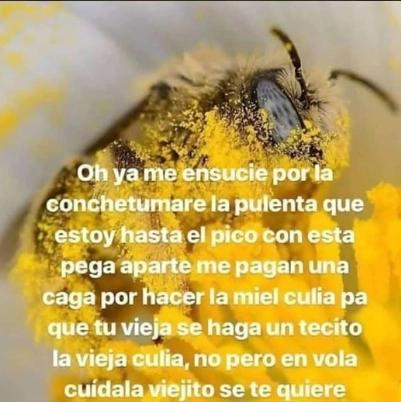 Oh ya me ensucie por la
conchetumare la pulenta que
estoy hasta el pico con esta
pega aparte me pagan una
caga por hacer la miel culia pa
que tu vieja se haga un tecito
la vieja culia, no pero en vola
cuídala viejito se te quiere